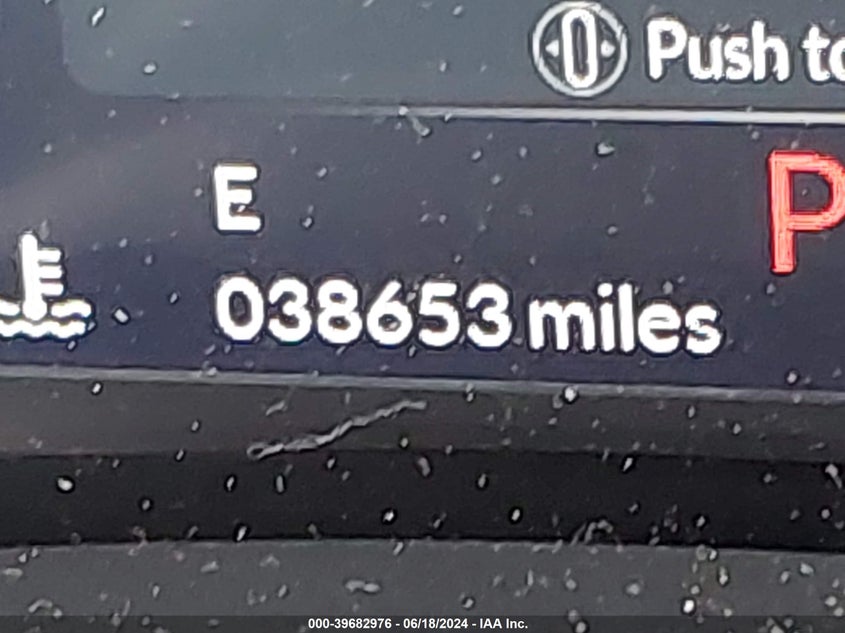 Push to
E
P
038653 miles
000-39682976 - 06/18/2024 - IAA Inc.